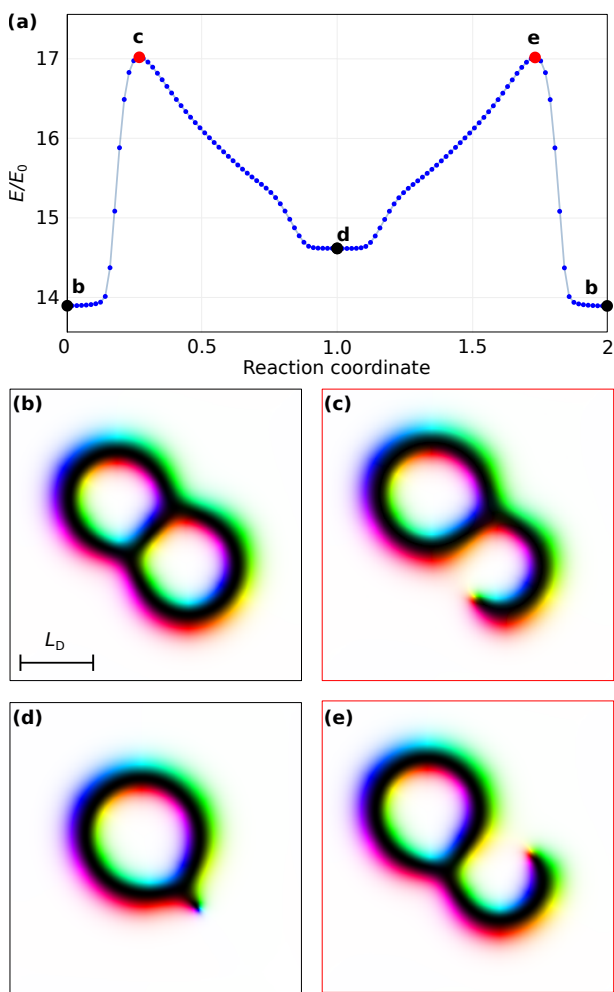 (a)
c
e
17
16
15
14
E/E0
d
b
b
0
0.5
1.0
1.5
2
Reaction coordinate
(b)
(c)
LD
(d)
(e)